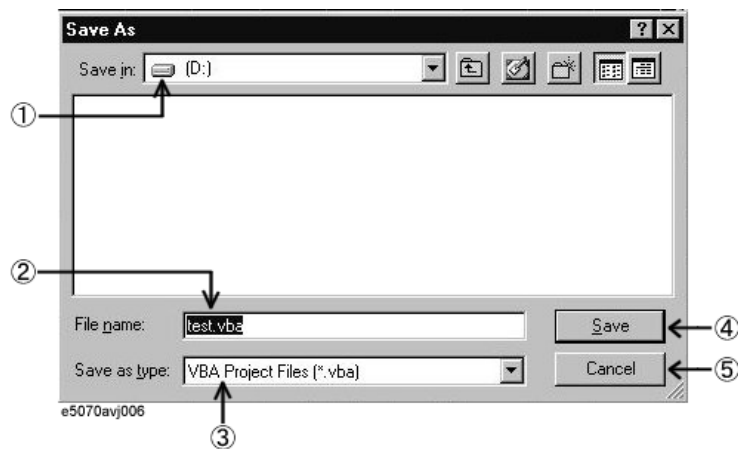 Save As
Save in: (D:)
①
②
File name: test.vba
Save ④
Save as type: VBA Project Files (*.vba)
Cancel ⑤
e5070avj006
③